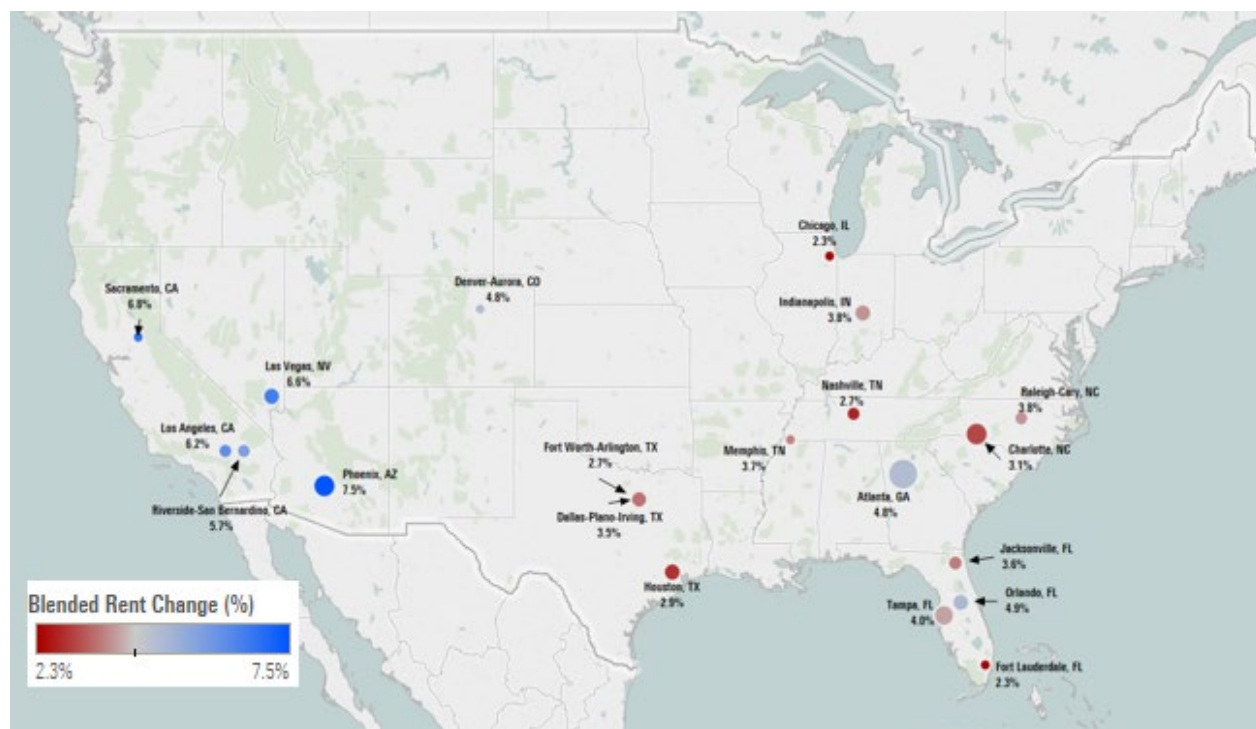 Chicago, IL
2.3%
Sacramento, CA
6.8%
Denver-Aurora, CO
4.8%
Indianapolis, IN
3.8%
Las Vegas, NV
6.6%
Nashville, TN
2.7%
Raleigh-Cary, NC
3.8%
Los Angeles, CA
6.2%
Fort Worth-Arlington, TX
2.7%
Memphis, TN
3.7%
Charlotte, NC
3.1%
Phoenix, AZ
7.5%
Atlanta, GA
4.8%
Riverside-San Bernardino, CA
5.7%
Dallas-Plano-Irving, TX
3.5%
Jacksonville, FL
3.6%
Houston, TX
2.9%
Orlando, FL
4.9%
Tampa, FL
4.0%
Fort Lauderdale, FL
2.3%
Blended Rent Change (%)
2.3% 7.5%